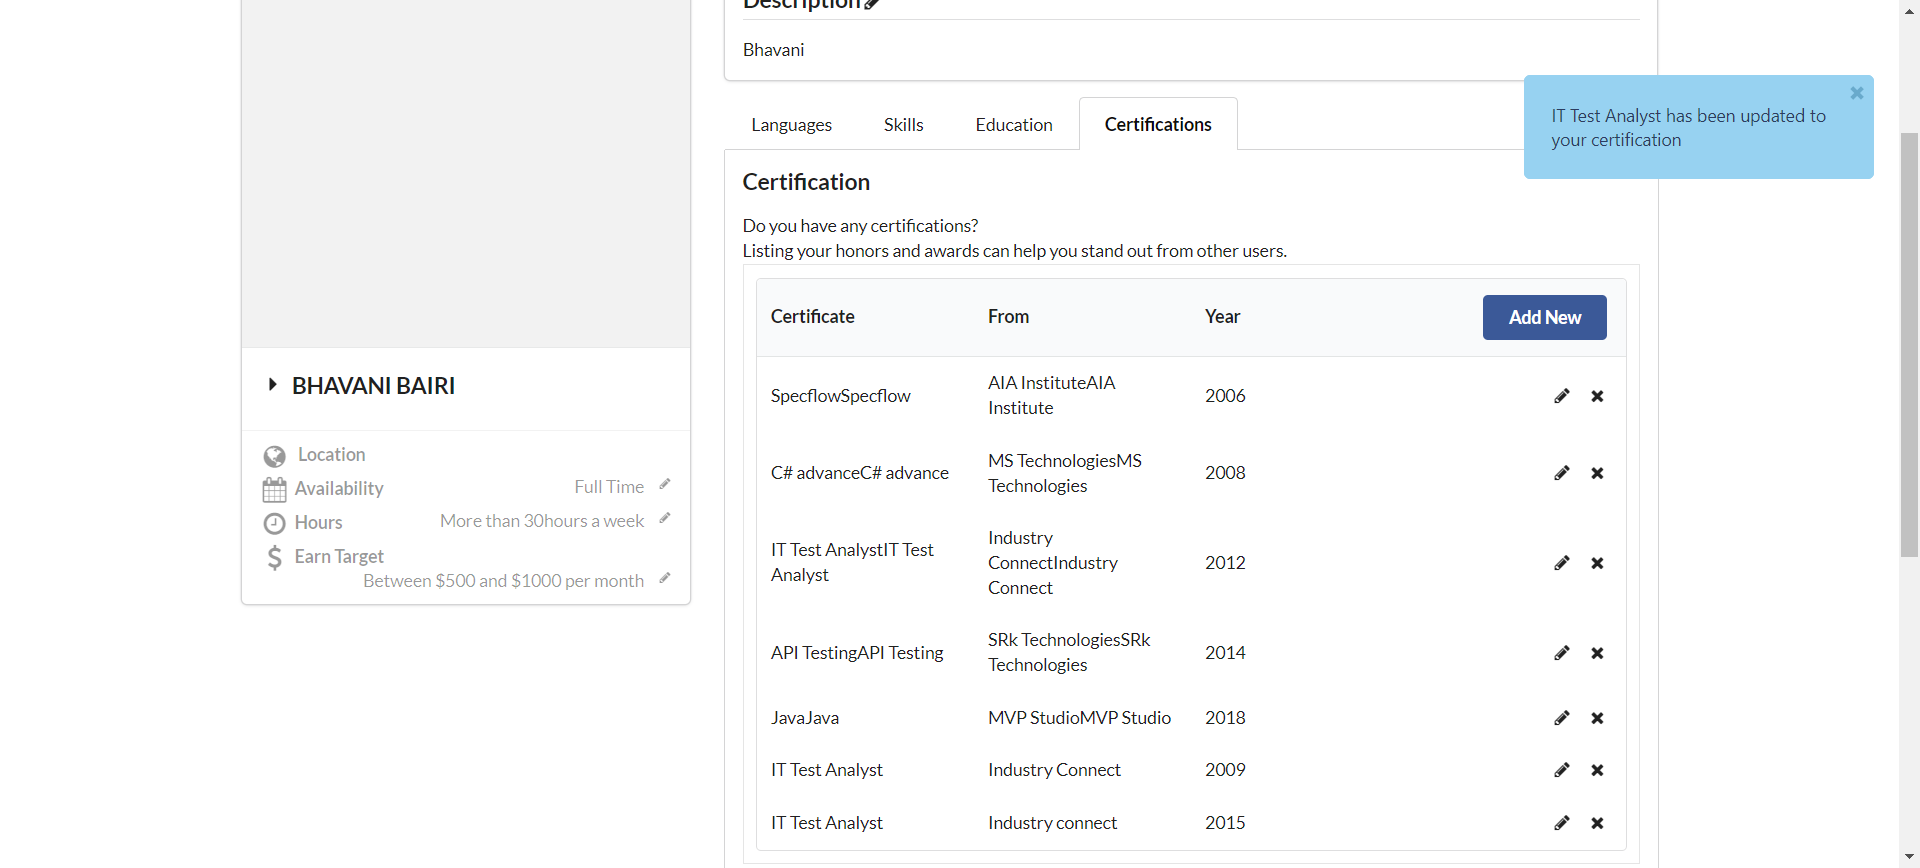 Description
Bhavani
IT Test Analyst has been updated to
your certification
Languages Skills Education Certifications
Certification
Do you have any certifications?
Listing your honors and awards can help you stand out from other users.
Certificate From Year Add New
SpecflowSpecflow AIA InstituteAIA Institute 2006
C# advanceC# advance MS TechnologiesMS Technologies 2008
IT Test AnalystIT Test Analyst Industry ConnectIndustry Connect 2012
API TestingAPI Testing SRk TechnologiesSRk Technologies 2014
JavaJava MVP StudioMVP Studio 2018
IT Test Analyst Industry Connect 2009
IT Test Analyst Industry connect 2015
BHAVANI BAIRI
Location
Availability Full Time
Hours More than 30hours a week
Earn Target
Between $500 and $1000 per month